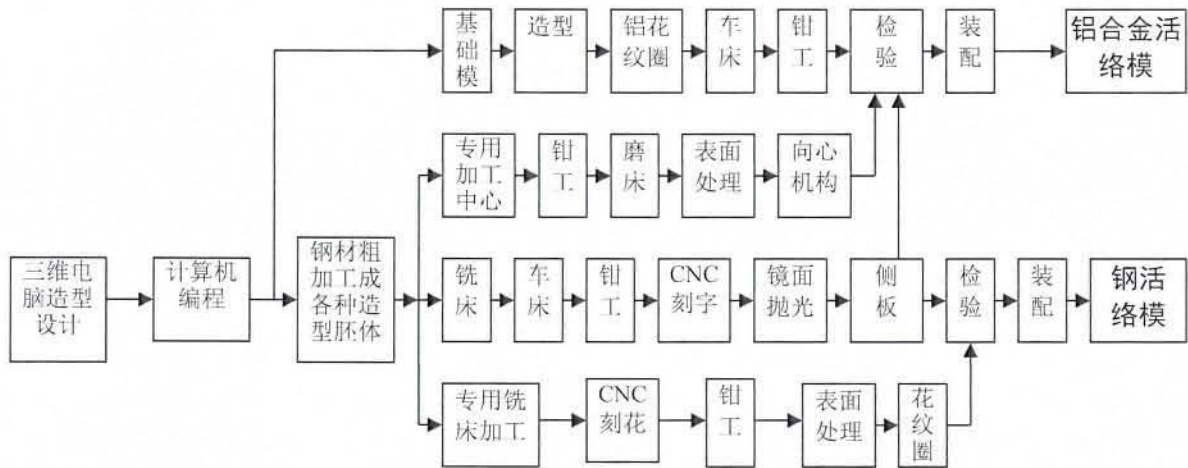 基
础
模
造型
铝花
纹圈
车
床
钳
工
检
验
装
配
铝合金活
络模
专用
加工
中心
钳
工
磨
床
表面
处理
向心
机构
三维电
脑造型
设计
计算机
编程
钢材粗
加工成
各种造
型胚体
铣
床
车
床
钳
工
CNC
刻字
镜面
抛光
侧
板
检
验
装
配
钢活
络模
专用铣
床加工
CNC
刻花
钳
工
表面
处理
花
纹
圈